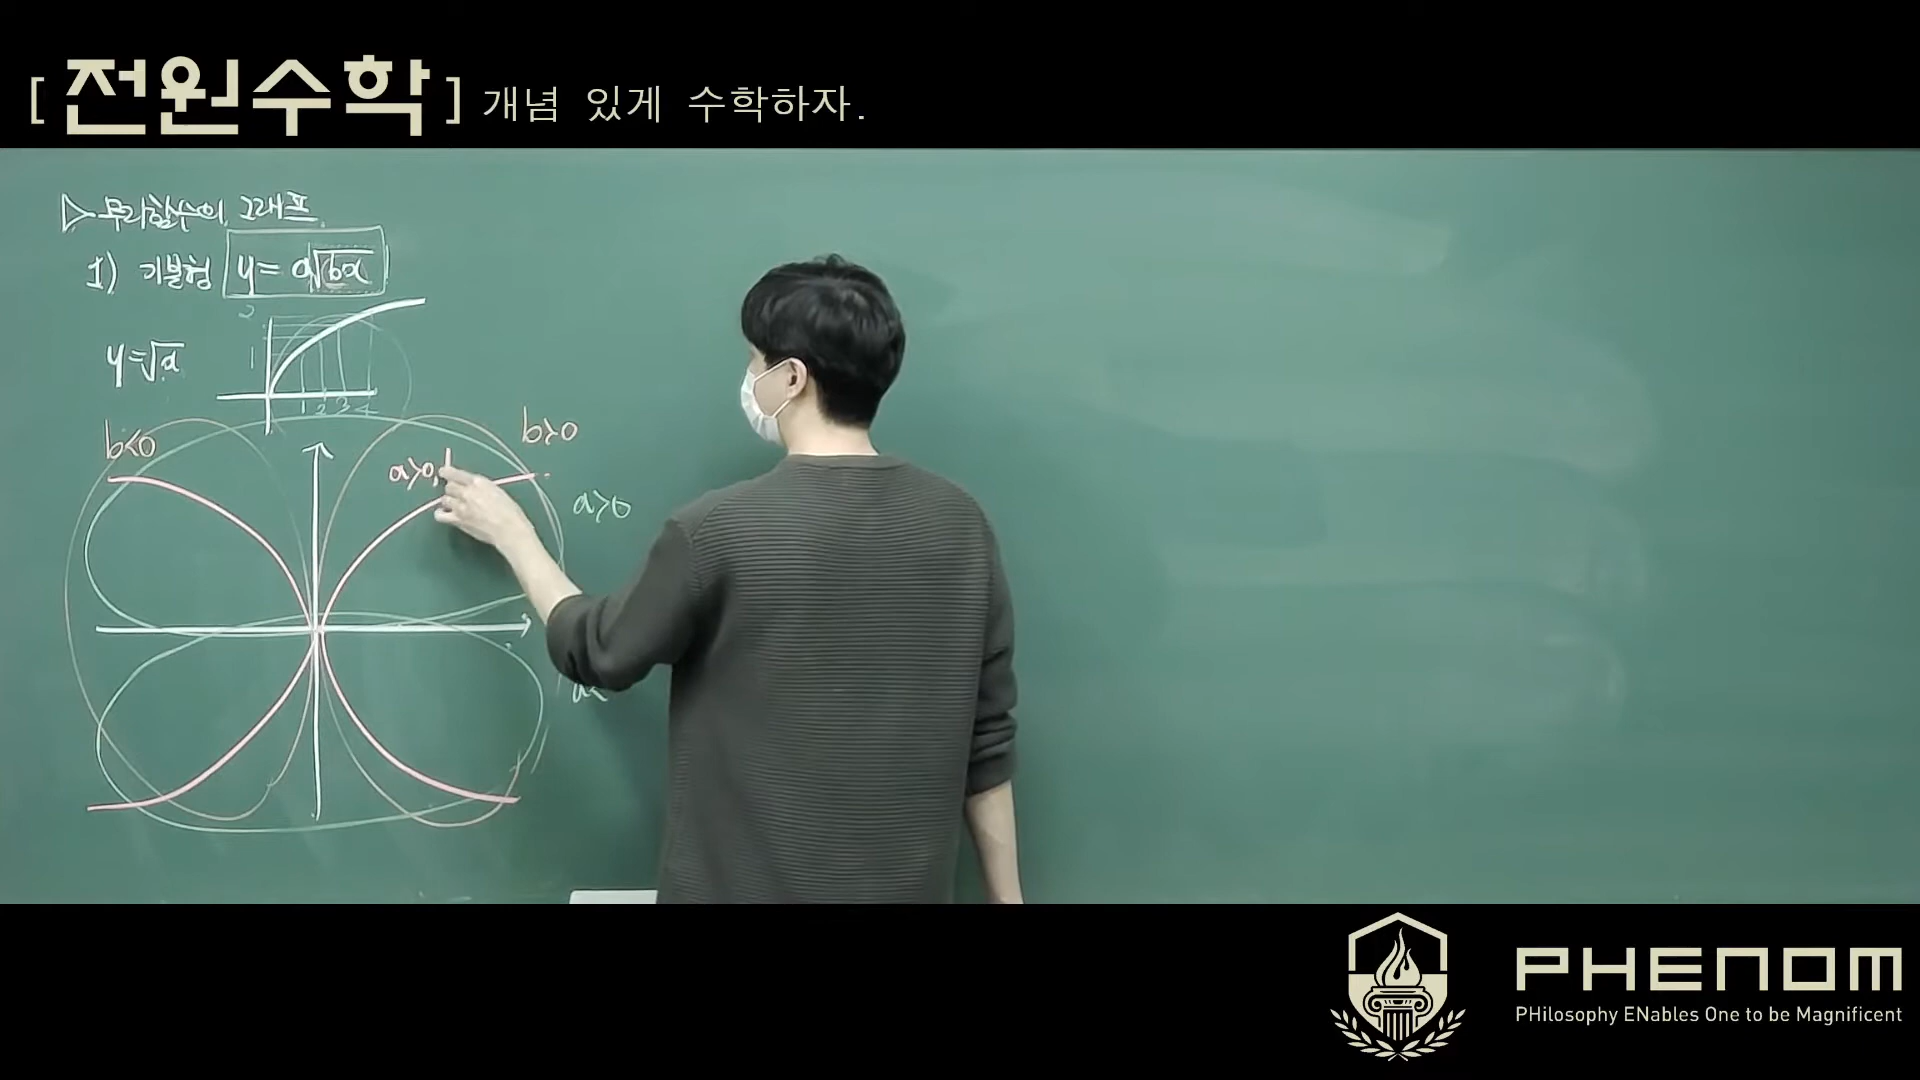 [전원수학] 개념 있게 수학하자.
▷무리함수의 그래프
1) 기본형 y=a√bx
2
y=√x
1
1 2 3 4
b<0
b>0
a>0,
a>0
a<
PHENOM
PHilosophy ENables One to be Magnificent